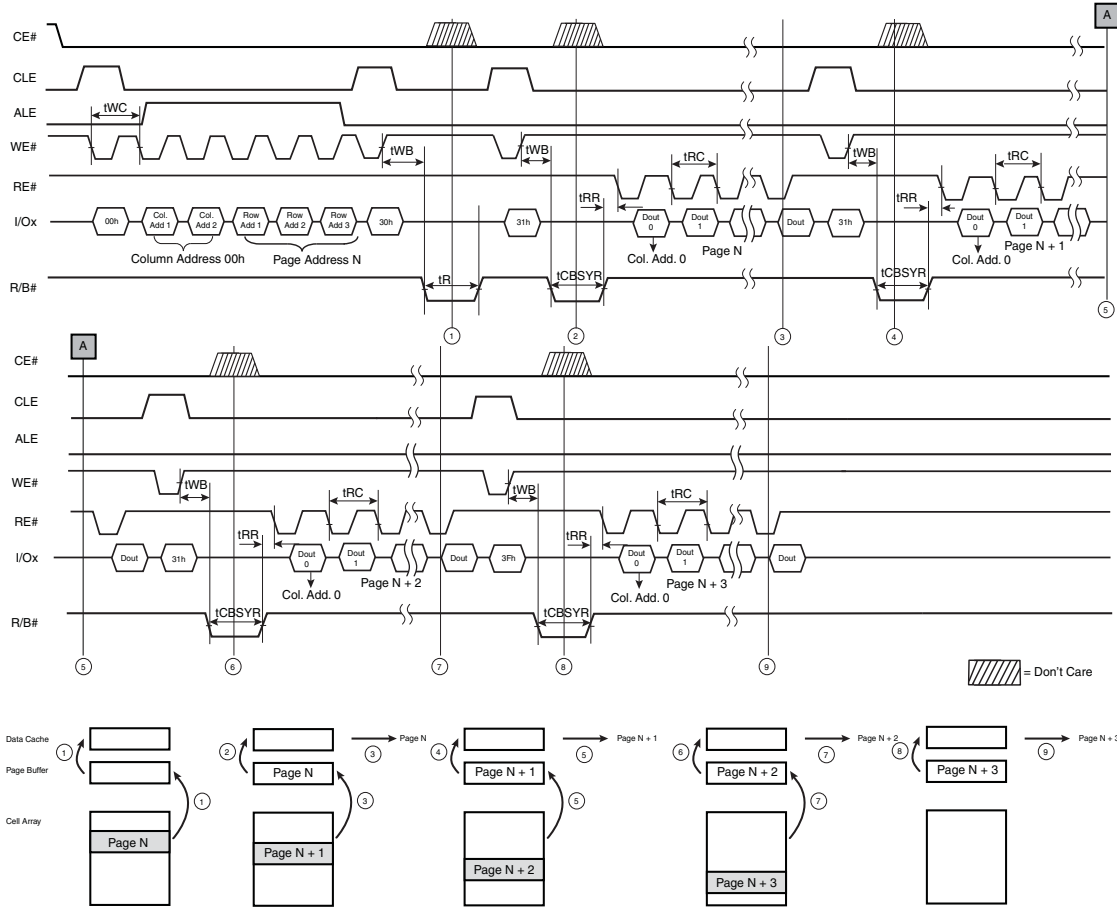 A
CE#
CLE
ALE
tWC
WE#
tWB
tWB
tWB
tRC
tRC
RE#
tRR
tRR
I/Ox
00h
Col. Add 1
Col. Add 2
Row Add 1
Row Add 2
Row Add 3
30h
31h
Dout 0
Dout 1
Dout
31h
Dout 0
Dout 1
Column Address 00h
Page Address N
Col. Add. 0
Page N
Col. Add. 0
Page N + 1
R/B#
tR
tCBSYR
tCBSYR
1
2
3
4
5
A
CE#
CLE
ALE
WE#
tWB
tWB
tRC
tRC
RE#
tRR
tRR
I/Ox
Dout
31h
Dout 0
Dout 1
Dout
3Fh
Dout 0
Dout 1
Dout
Col. Add. 0
Page N + 2
Col. Add. 0
Page N + 3
R/B#
tCBSYR
tCBSYR
5
6
7
8
9
= Don't Care
Data Cache
1
2
3
Page N
4
5
Page N + 1
6
7
Page N + 2
8
9
Page N + 3
Page Buffer
Page N
Page N + 1
Page N + 2
Page N + 3
1
3
5
7
Cell Array
Page N
Page N + 1
Page N + 2
Page N + 3